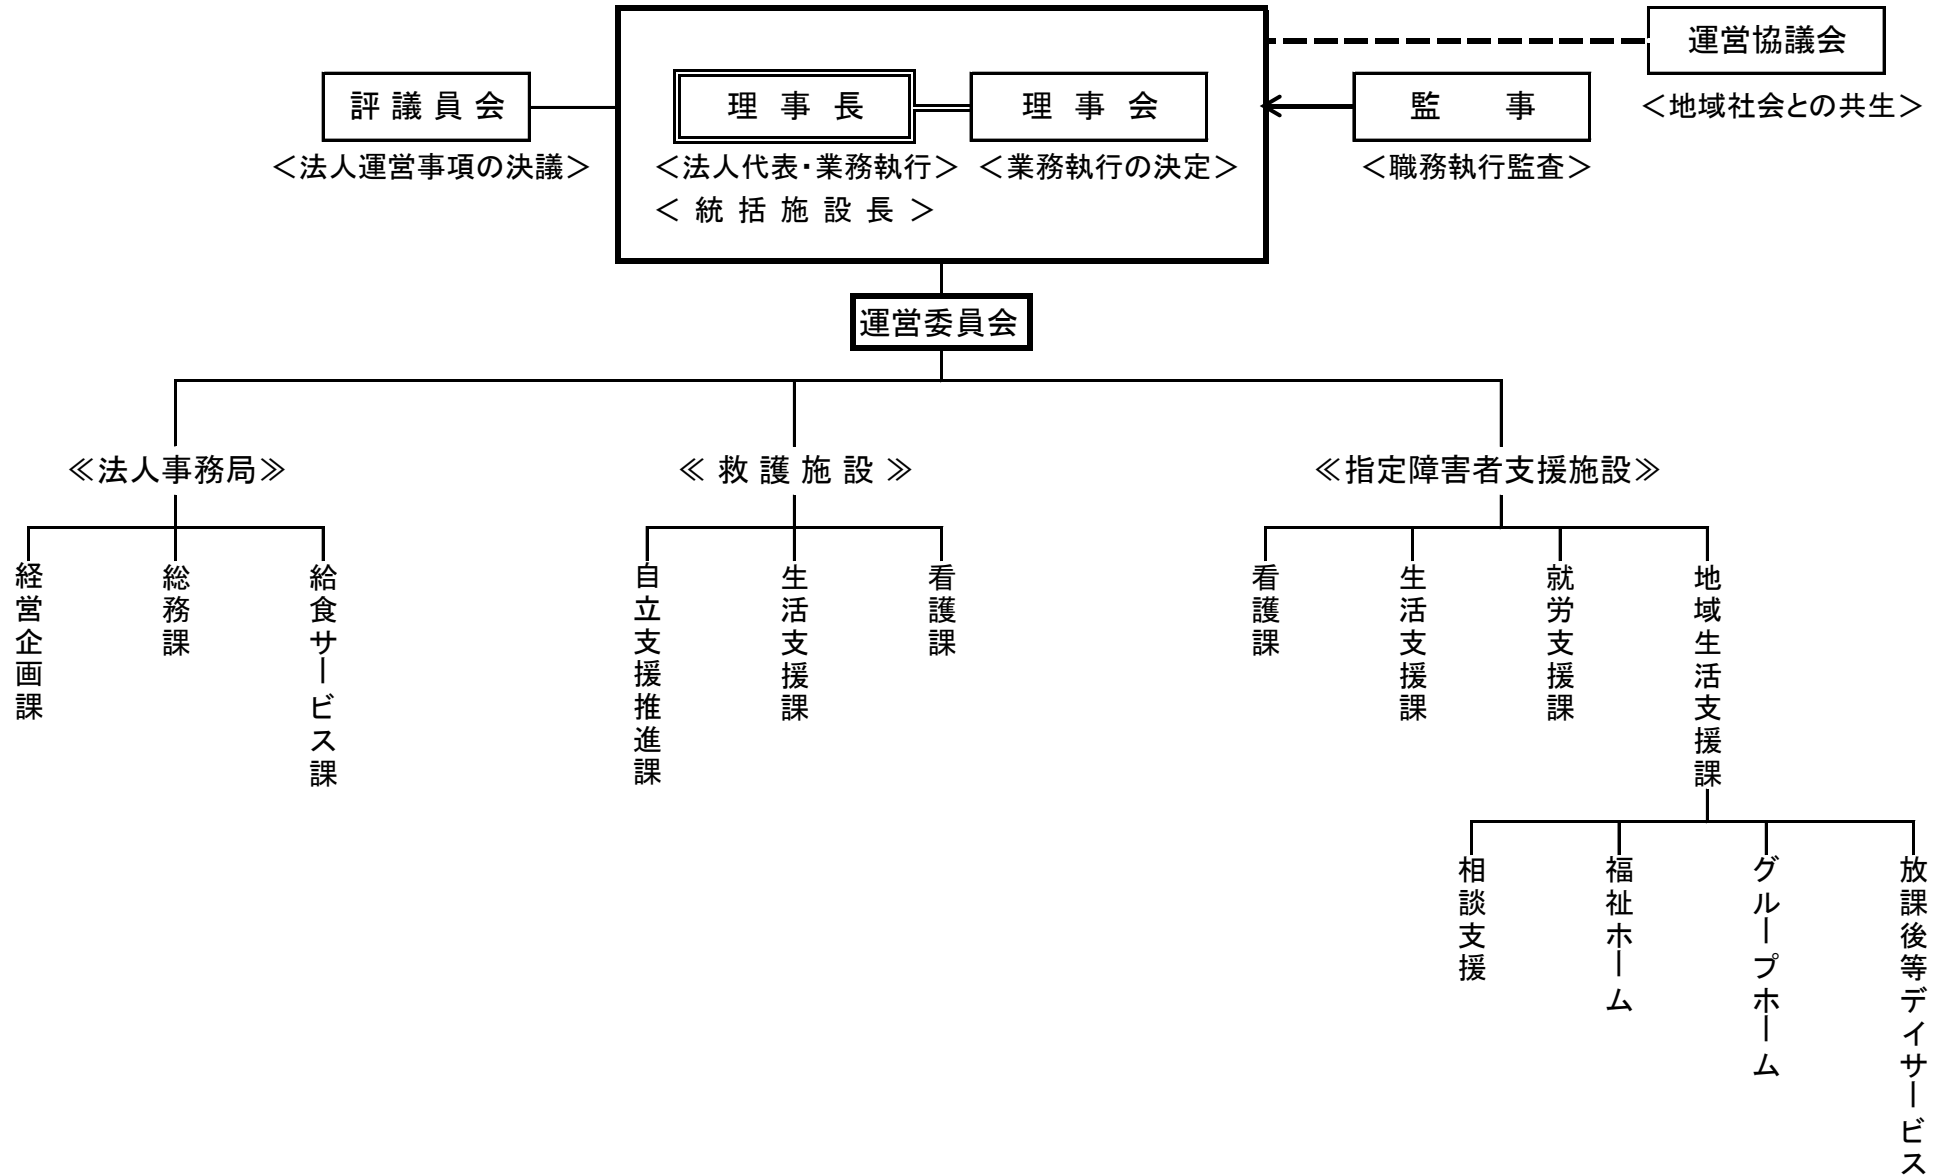 運営協議会
評議員会
理事長
理事会
監事
＜地域社会との共生＞
＜法人運営事項の決議＞
＜法人代表・業務執行＞
＜業務執行の決定＞
＜職務執行監査＞
＜統括施設長＞
運営委員会
≪法人事務局≫
≪救護施設≫
≪指定障害者支援施設≫
経営企画課
総務課
給食サービス課
自立支援推進課
生活支援課
看護課
看護課
生活支援課
就労支援課
地域生活支援課
相談支援
福祉ホーム
グループホーム
放課後等デイサービス